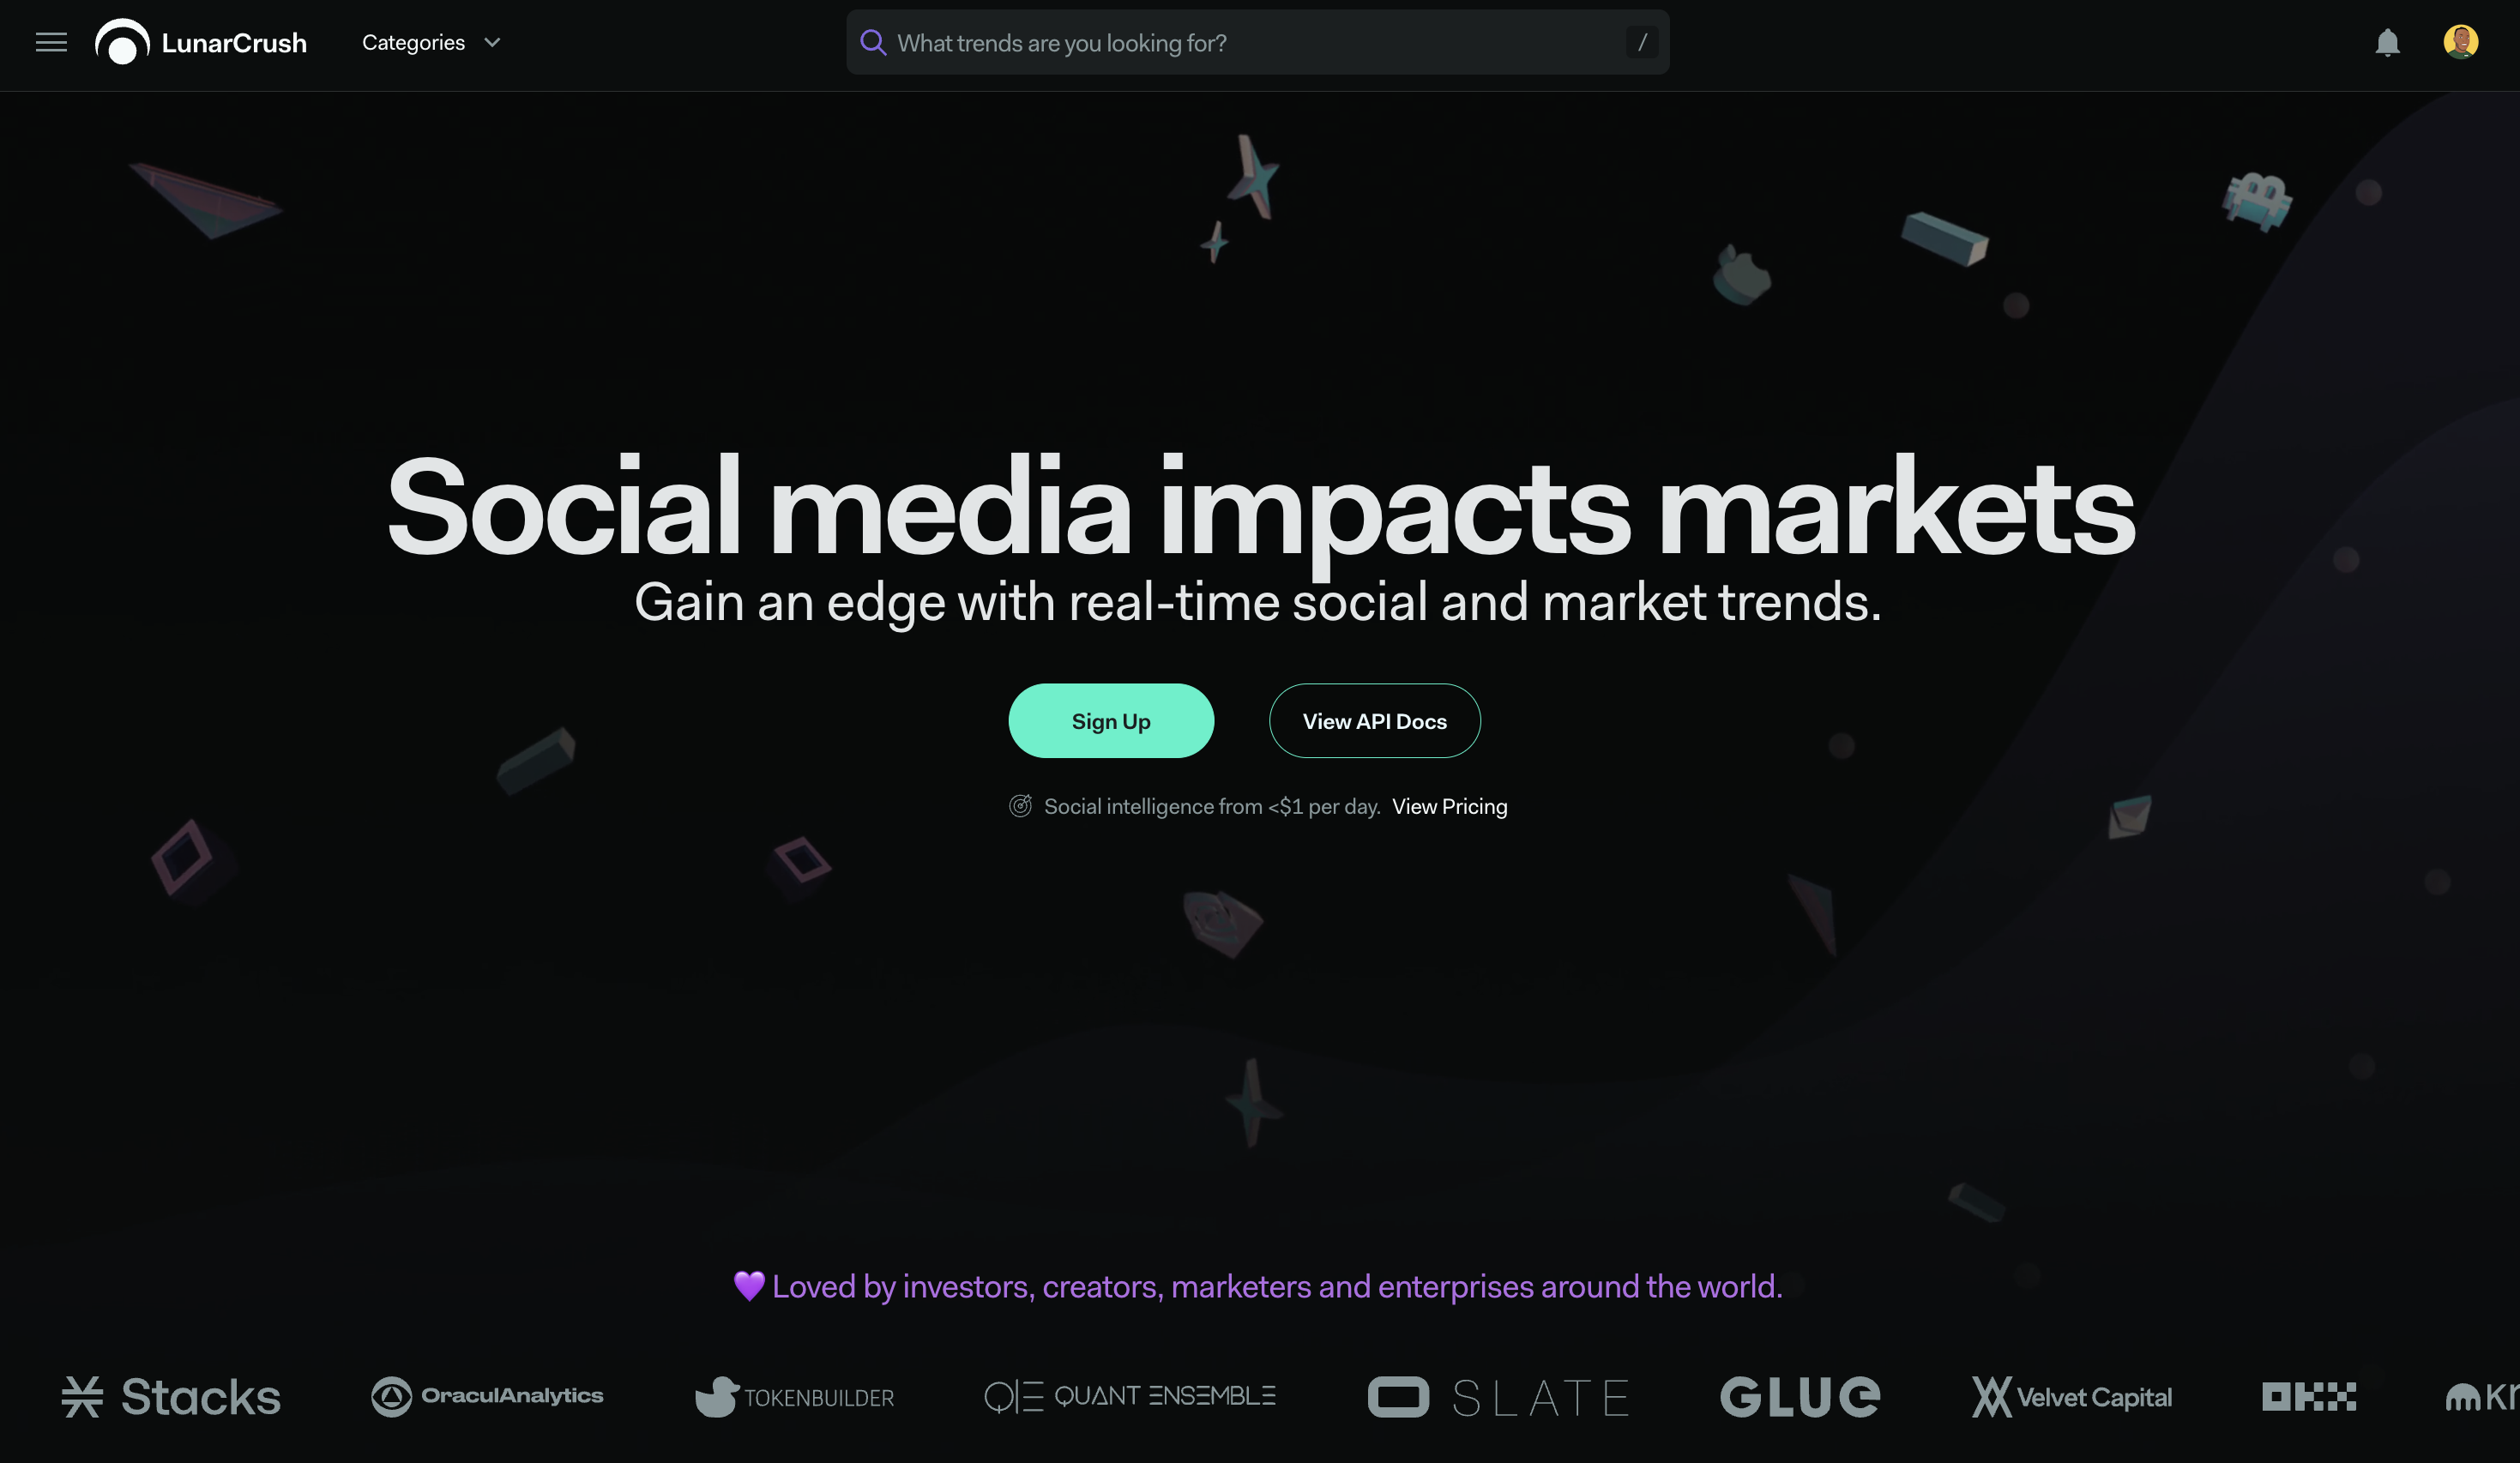 LunarCrush
Categories
What trends are you looking for?
/
Social media impacts markets
Gain an edge with real-time social and market trends.
Sign Up
View API Docs
Social intelligence from <$1 per day. View Pricing
💜 Loved by investors, creators, marketers and enterprises around the world.
Stacks
OraculAnalytics
TOKENBUILDER
Q|E QUANT ENSEMBLE
SLATE
GLUe
Velvet Capital
OKX
Kr